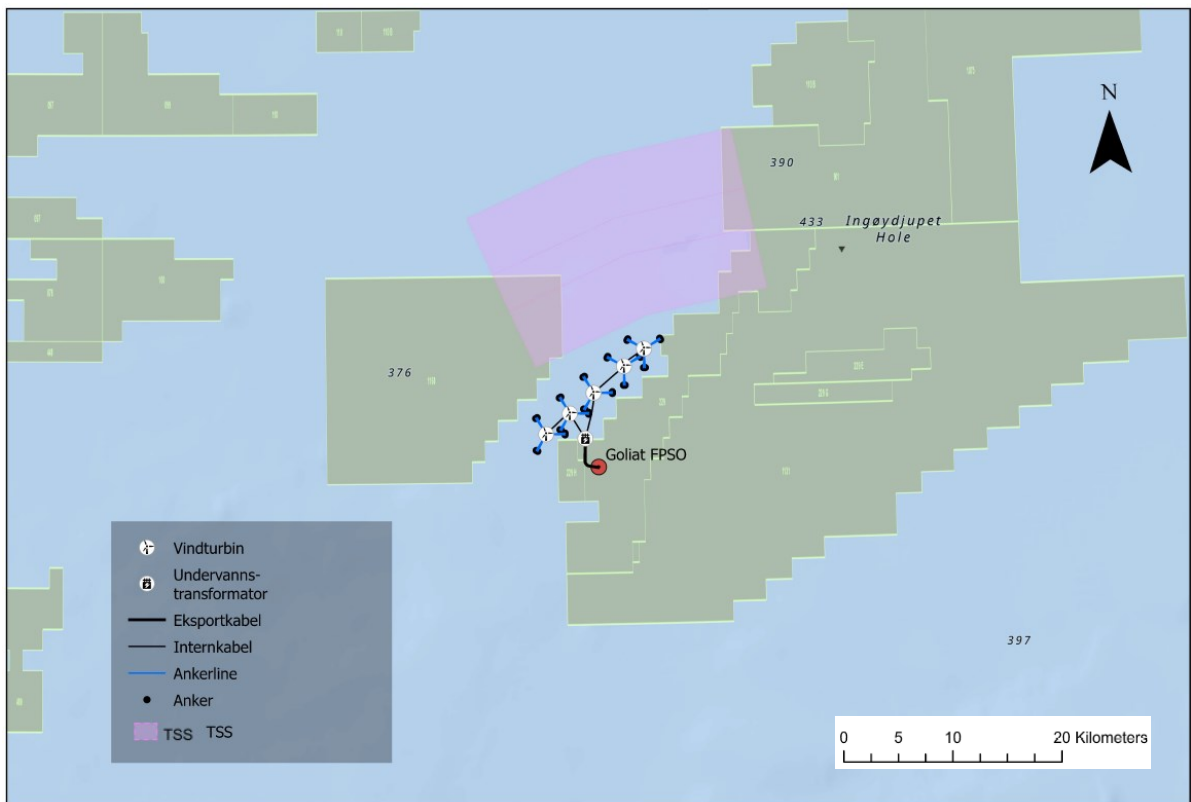 N
390
433 Ingøydjupet
Hole
376
Goliat FPSO
Vindturbin
Undervanns-
transformator
Eksportkabel
Internkabel
Ankerline
Anker
TSS TSS
397
0 5 10 20 Kilometers